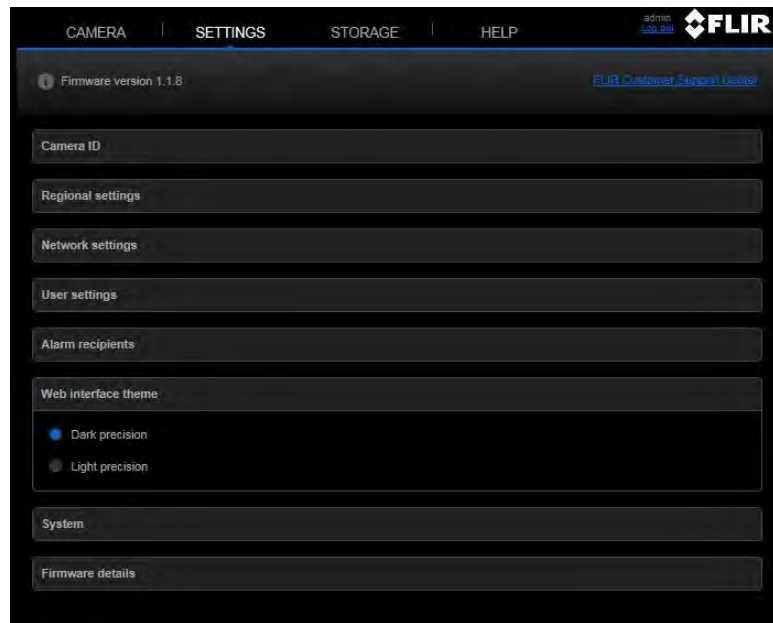 CAMERA SETTINGS STORAGE HELP admin
Log out
FLIR
Firmware version 1.1.8 FLIR Customer Support Center
Camera ID
Regional settings
Network settings
User settings
Alarm recipients
Web interface theme
Dark precision
Light precision
System
Firmware details